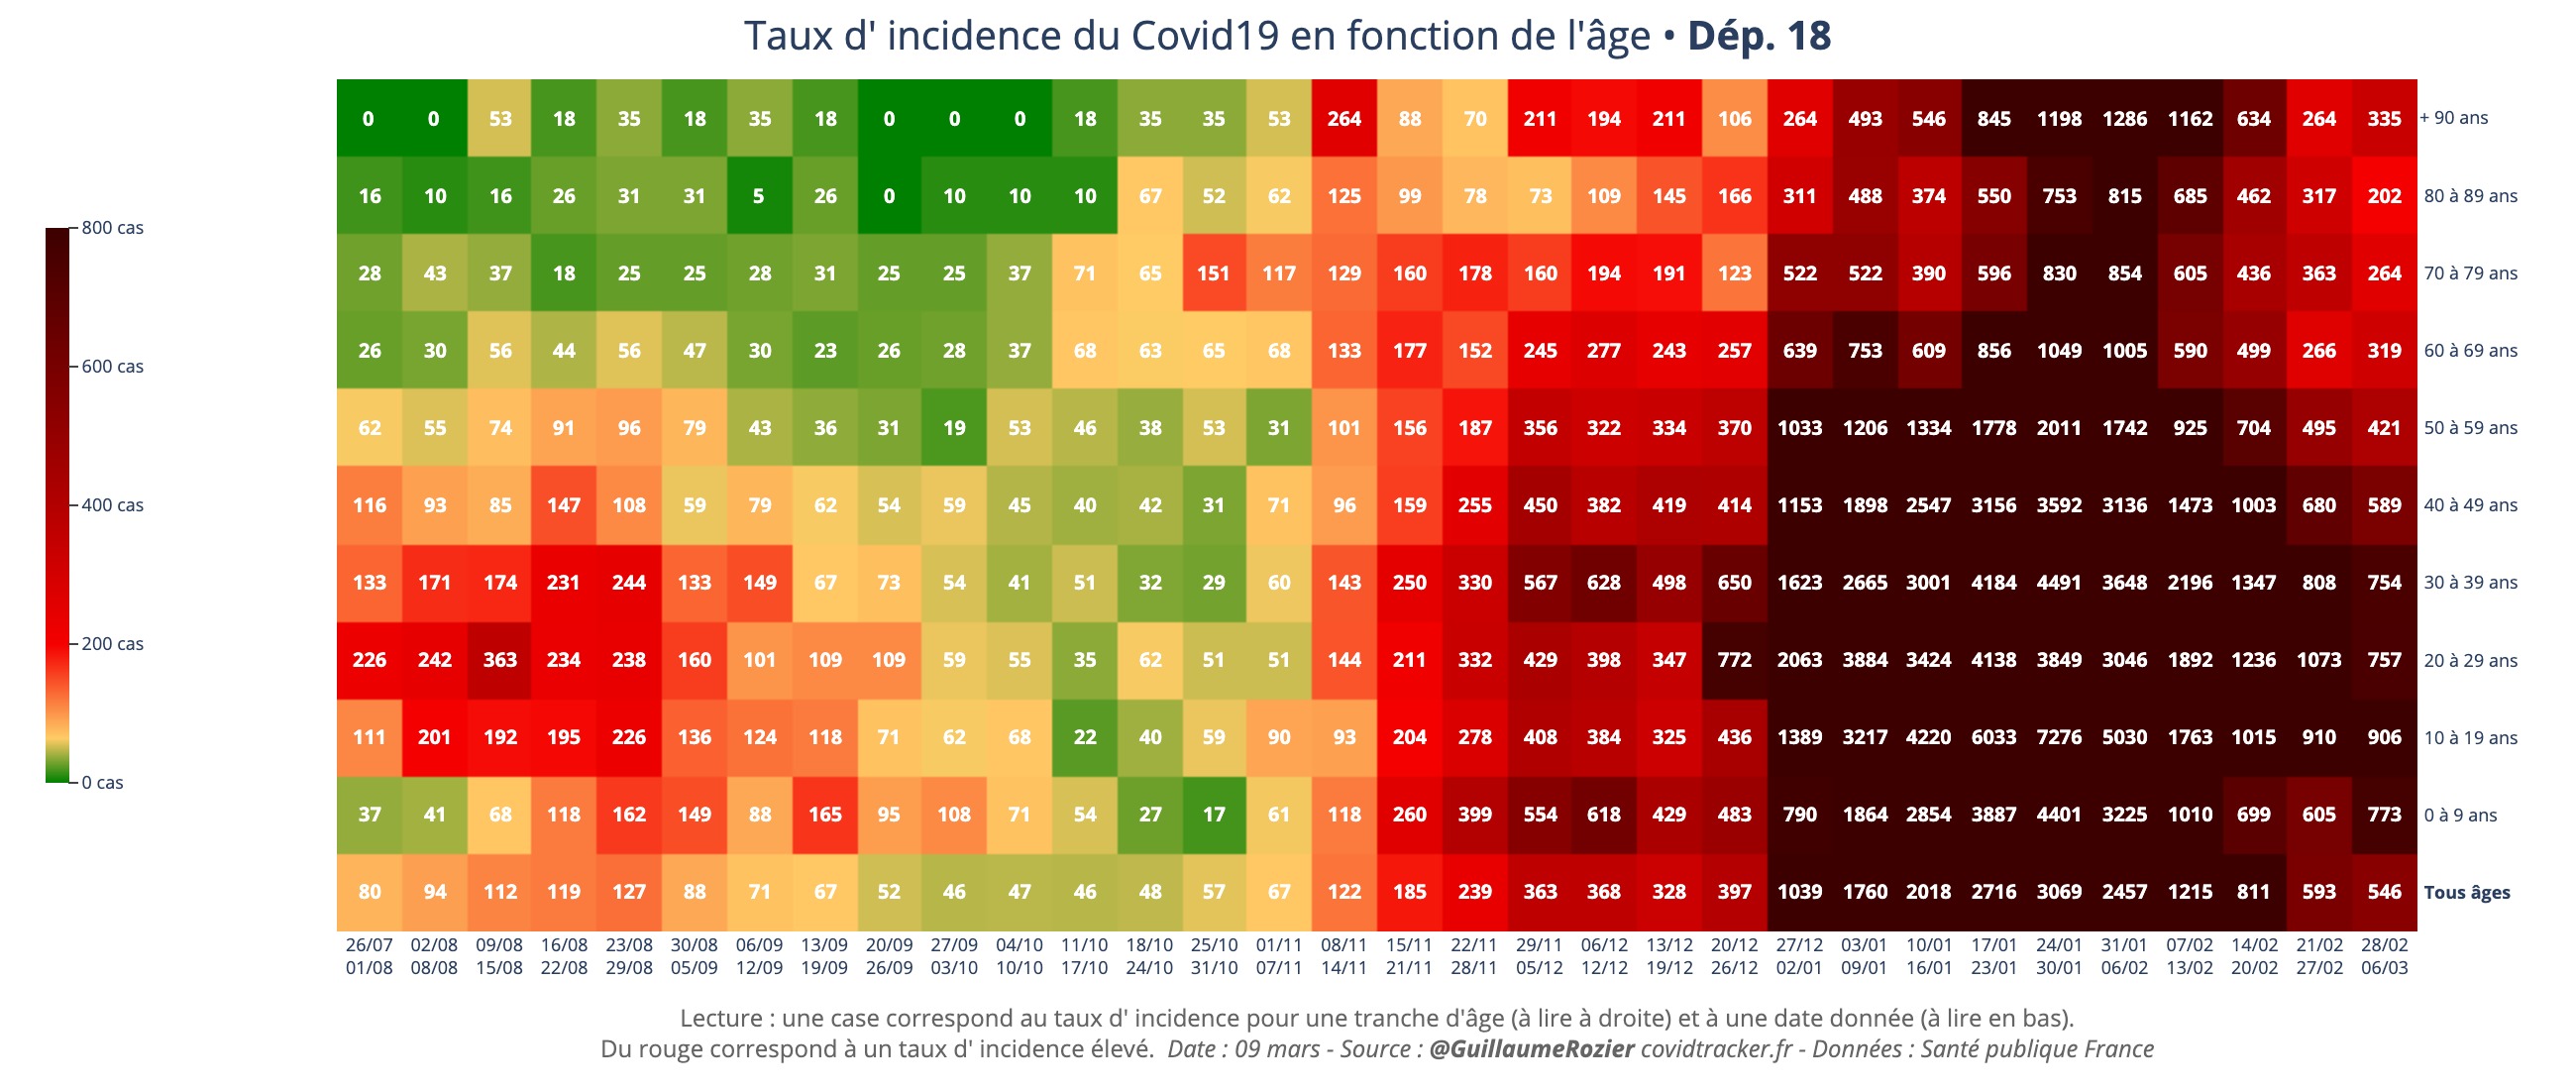 Taux d' incidence du Covid19 en fonction de l'âge • Dép. 18
0 0 53 18 35 18 35 18 0 0 0 18 35 35 53 264 88 70 211 194 211 106 264 493 546 845 1198 1286 1162 634 264 335 + 90 ans
16 10 16 26 31 31 5 26 0 10 10 10 67 52 62 125 99 78 73 109 145 166 311 488 374 550 753 815 685 462 317 202 80 à 89 ans
800 cas
28 43 37 18 25 25 28 31 25 25 37 71 65 151 117 129 160 178 160 194 191 123 522 522 390 596 830 854 605 436 363 264 70 à 79 ans
26 30 56 44 56 47 30 23 26 28 37 68 63 65 68 133 177 152 245 277 243 257 639 753 609 856 1049 1005 590 499 266 319 60 à 69 ans
600 cas
62 55 74 91 96 79 43 36 31 19 53 46 38 53 31 101 156 187 356 322 334 370 1033 1206 1334 1778 2011 1742 925 704 495 421 50 à 59 ans
400 cas
116 93 85 147 108 59 79 62 54 59 45 40 42 31 71 96 159 255 450 382 419 414 1153 1898 2547 3156 3592 3136 1473 1003 680 589 40 à 49 ans
133 171 174 231 244 133 149 67 73 54 41 51 32 29 60 143 250 330 567 628 498 650 1623 2665 3001 4184 4491 3648 2196 1347 808 754 30 à 39 ans
200 cas
226 242 363 234 238 160 101 109 109 59 55 35 62 51 51 144 211 332 429 398 347 772 2063 3884 3424 4138 3849 3046 1892 1236 1073 757 20 à 29 ans
111 201 192 195 226 136 124 118 71 62 68 22 40 59 90 93 204 278 408 384 325 436 1389 3217 4220 6033 7276 5030 1763 1015 910 906 10 à 19 ans
0 cas
37 41 68 118 162 149 88 165 95 108 71 54 27 17 61 118 260 399 554 618 429 483 790 1864 2854 3887 4401 3225 1010 699 605 773 0 à 9 ans
80 94 112 119 127 88 71 67 52 46 47 46 48 57 67 122 185 239 363 368 328 397 1039 1760 2018 2716 3069 2457 1215 811 593 546 Tous âges
26/07 02/08 09/08 16/08 23/08 30/08 06/09 13/09 20/09 27/09 04/10 11/10 18/10 25/10 01/11 08/11 15/11 22/11 29/11 06/12 13/12 20/12 27/12 03/01 10/01 17/01 24/01 31/01 07/02 14/02 21/02 28/02
01/08 08/08 15/08 22/08 29/08 05/09 12/09 19/09 26/09 03/10 10/10 17/10 24/10 31/10 07/11 14/11 21/11 28/11 05/12 12/12 19/12 26/12 02/01 09/01 16/01 23/01 30/01 06/02 13/02 20/02 27/02 06/03
Lecture : une case correspond au taux d' incidence pour une tranche d'âge (à lire à droite) et à une date donnée (à lire en bas).
Du rouge correspond à un taux d' incidence élevé. Date : 09 mars - Source : @GuillaumeRozier covidtracker.fr - Données : Santé publique France